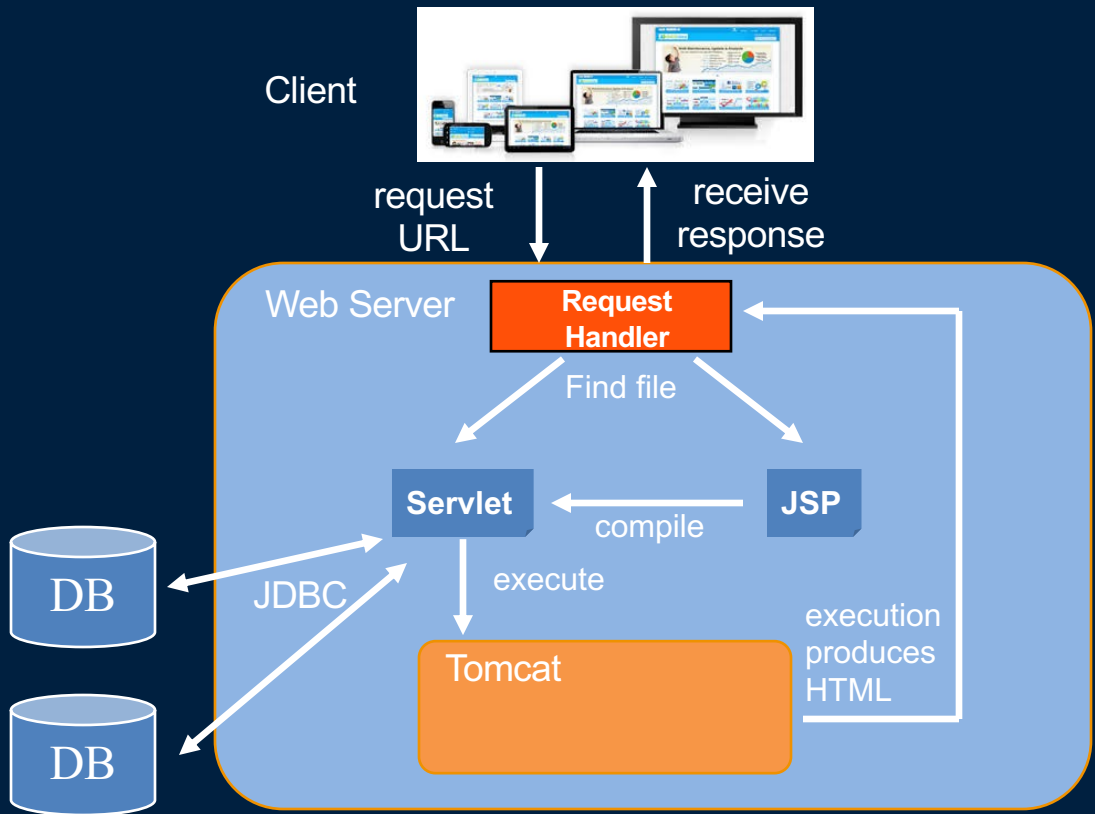 Client
request
URL
receive
response
Web Server
Request
Handler
Find file
Servlet
JSP
compile
DB
JDBC
execute
execution
produces
HTML
Tomcat
DB